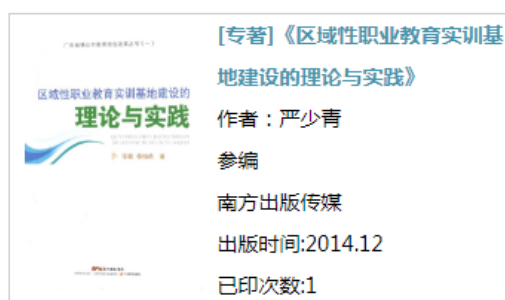 区域性职业教育实训基地建设的
理论与实践
[专著]《区域性职业教育实训基
地建设的理论与实践》
作者：严少青
参编
南方出版传媒
出版时间:2014.12
已印次数:1